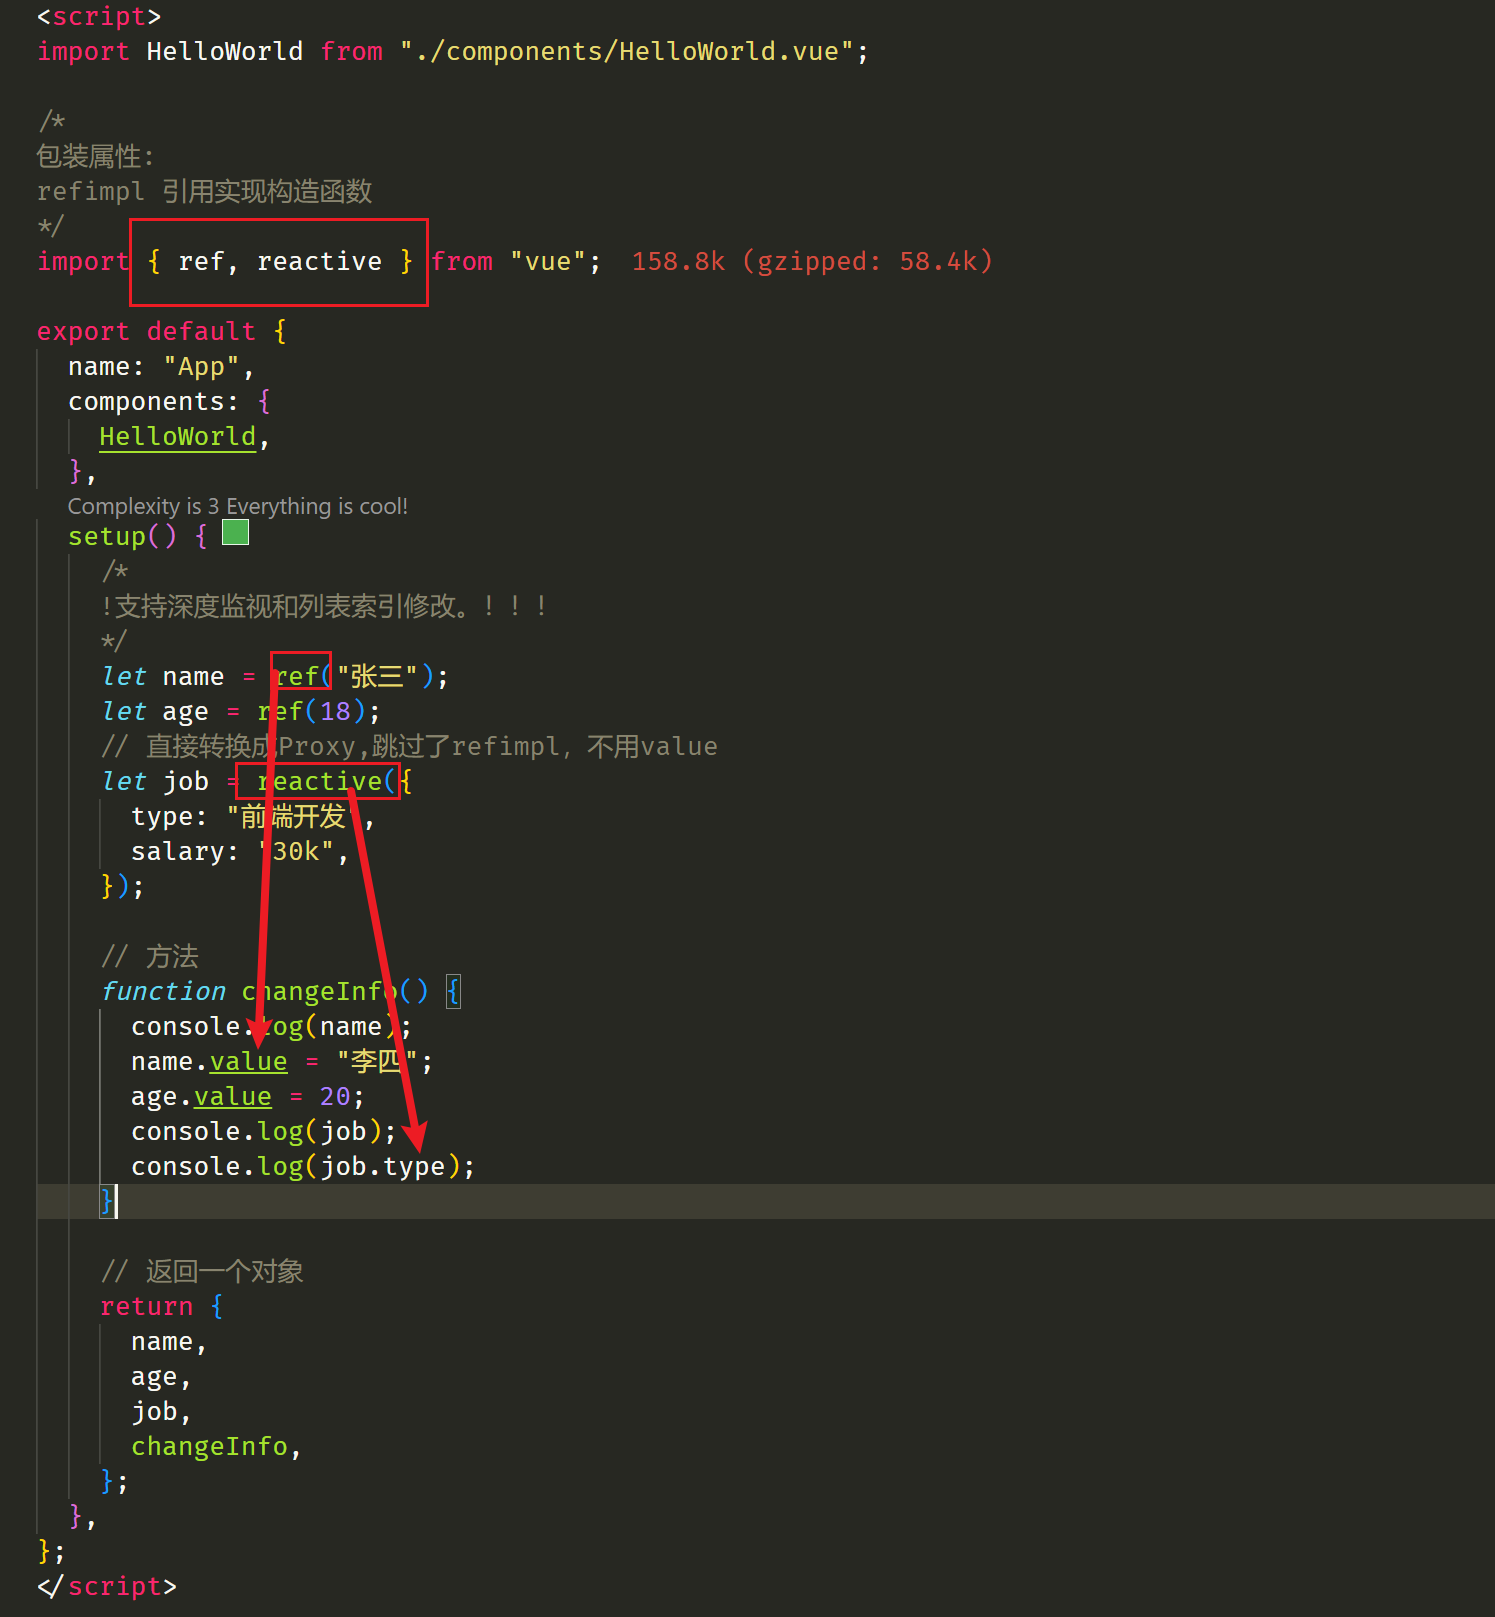 <script>
import HelloWorld from "./components/HelloWorld.vue";
/*
包装属性:
refimpl 引用实现构造函数
*/
import { ref, reactive } from "vue"; 158.8k (gzipped: 58.4k)
export default {
name: "App",
components: {
HelloWorld,
},
Complexity is 3 Everything is cool!
setup() {
/*
!支持深度监视和列表索引修改。！！！
*/
let name = ref("张三");
let age = ref(18);
// 直接转换成Proxy,跳过了refimpl, 不用value
let job = reactive({
type: "前端开发",
salary: "30k",
});
// 方法
function changeInfo() {
console.log(name);
name.value = "李四";
age.value = 20;
console.log(job);
console.log(job.type);
}
// 返回一个对象
return {
name,
age,
job,
changeInfo,
};
},
};
</script>